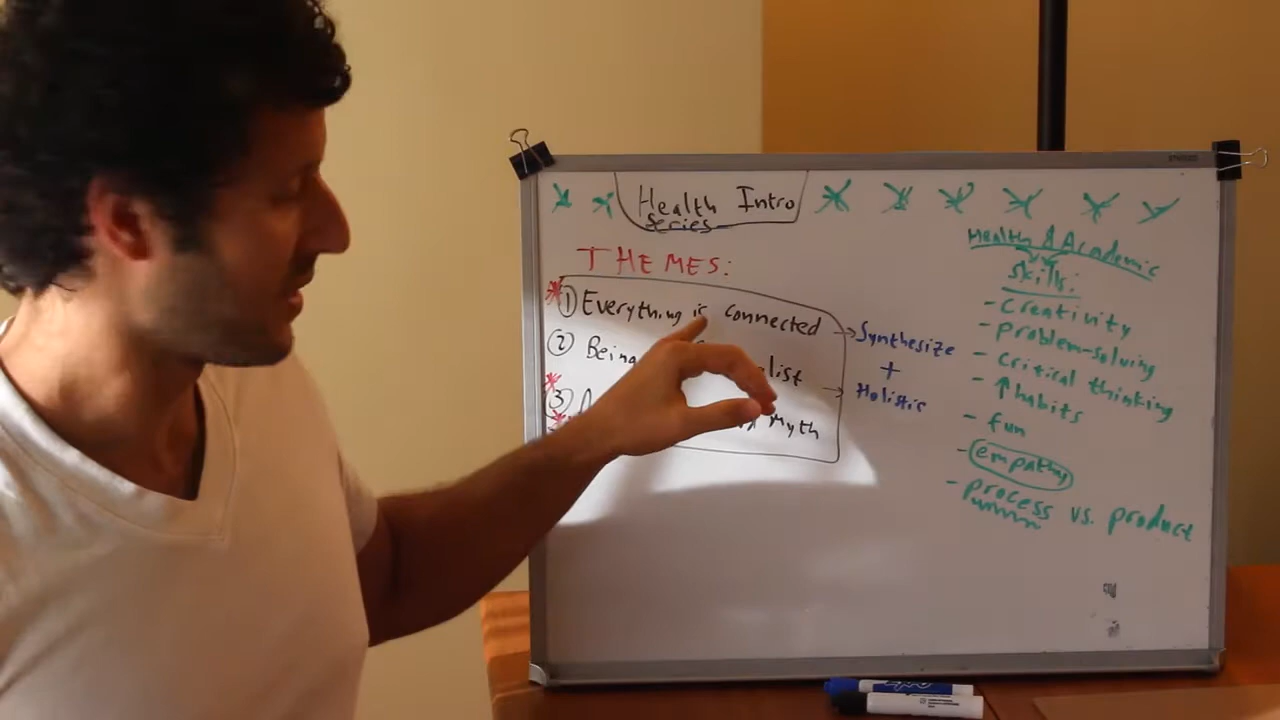 Health Intro
series
THEMES:
① Everything is connected
② Being
③
Myth
Synthesize
+
Holistic
Health & Academic
skills:
- creativity
- problem-solving
- critical thinking
- ↑ habits
- fun
- empathy
- process vs. product